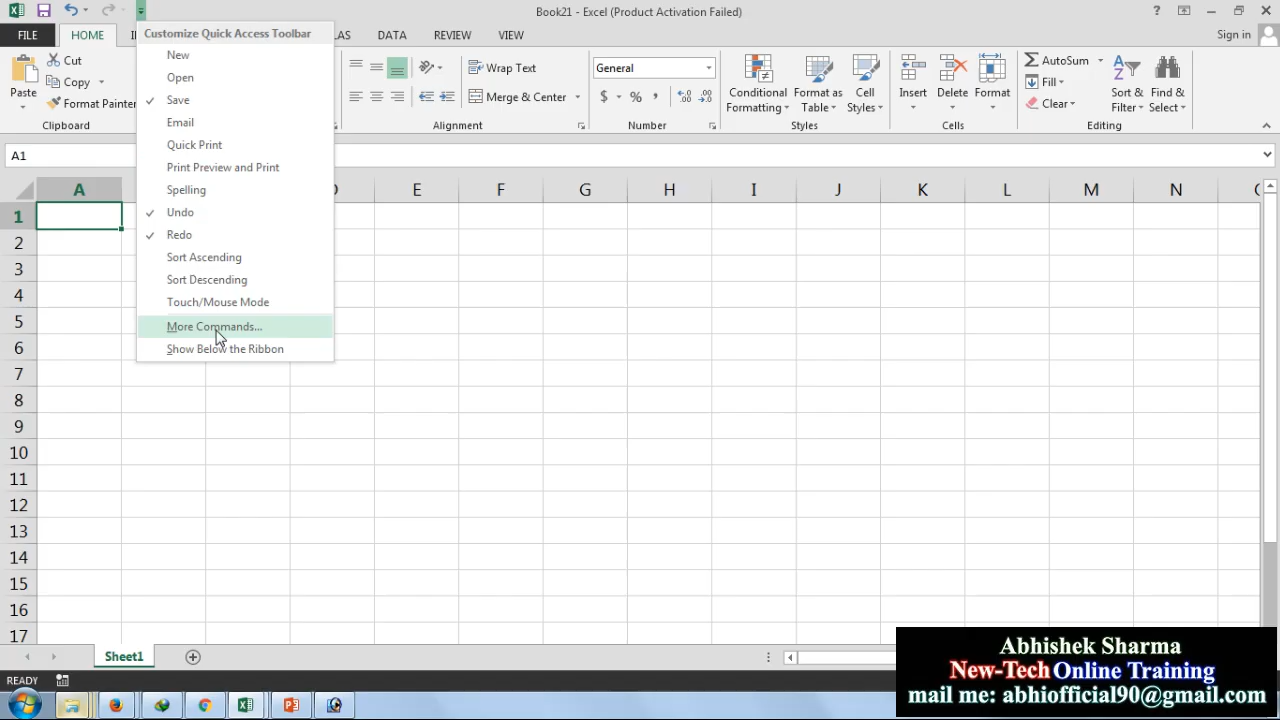 Book21 - Excel (Product Activation Failed)
?
FILE
HOME
LAS
DATA
REVIEW
VIEW
Sign in
Customize Quick Access Toolbar
New
Open
Save
Email
Quick Print
Print Preview and Print
Spelling
Undo
Redo
Sort Ascending
Sort Descending
Touch/Mouse Mode
More Commands...
Show Below the Ribbon
Paste
Cut
Copy
Format Painter
Clipboard
Wrap Text
Merge & Center
Alignment
General
$ % ,
Number
Conditional
Formatting
Format as
Table
Cell
Styles
Styles
Insert
Delete
Format
Cells
AutoSum
Fill
Clear
Sort &
Filter
Find &
Select
Editing
A1
A E F G H I J K L M N
1
2
3
4
5
6
7
8
9
10
11
12
13
14
15
16
17
Sheet1
READY
Abhishek Sharma
New-Tech Online Training
mail me: abhiofficial90@gmail.com